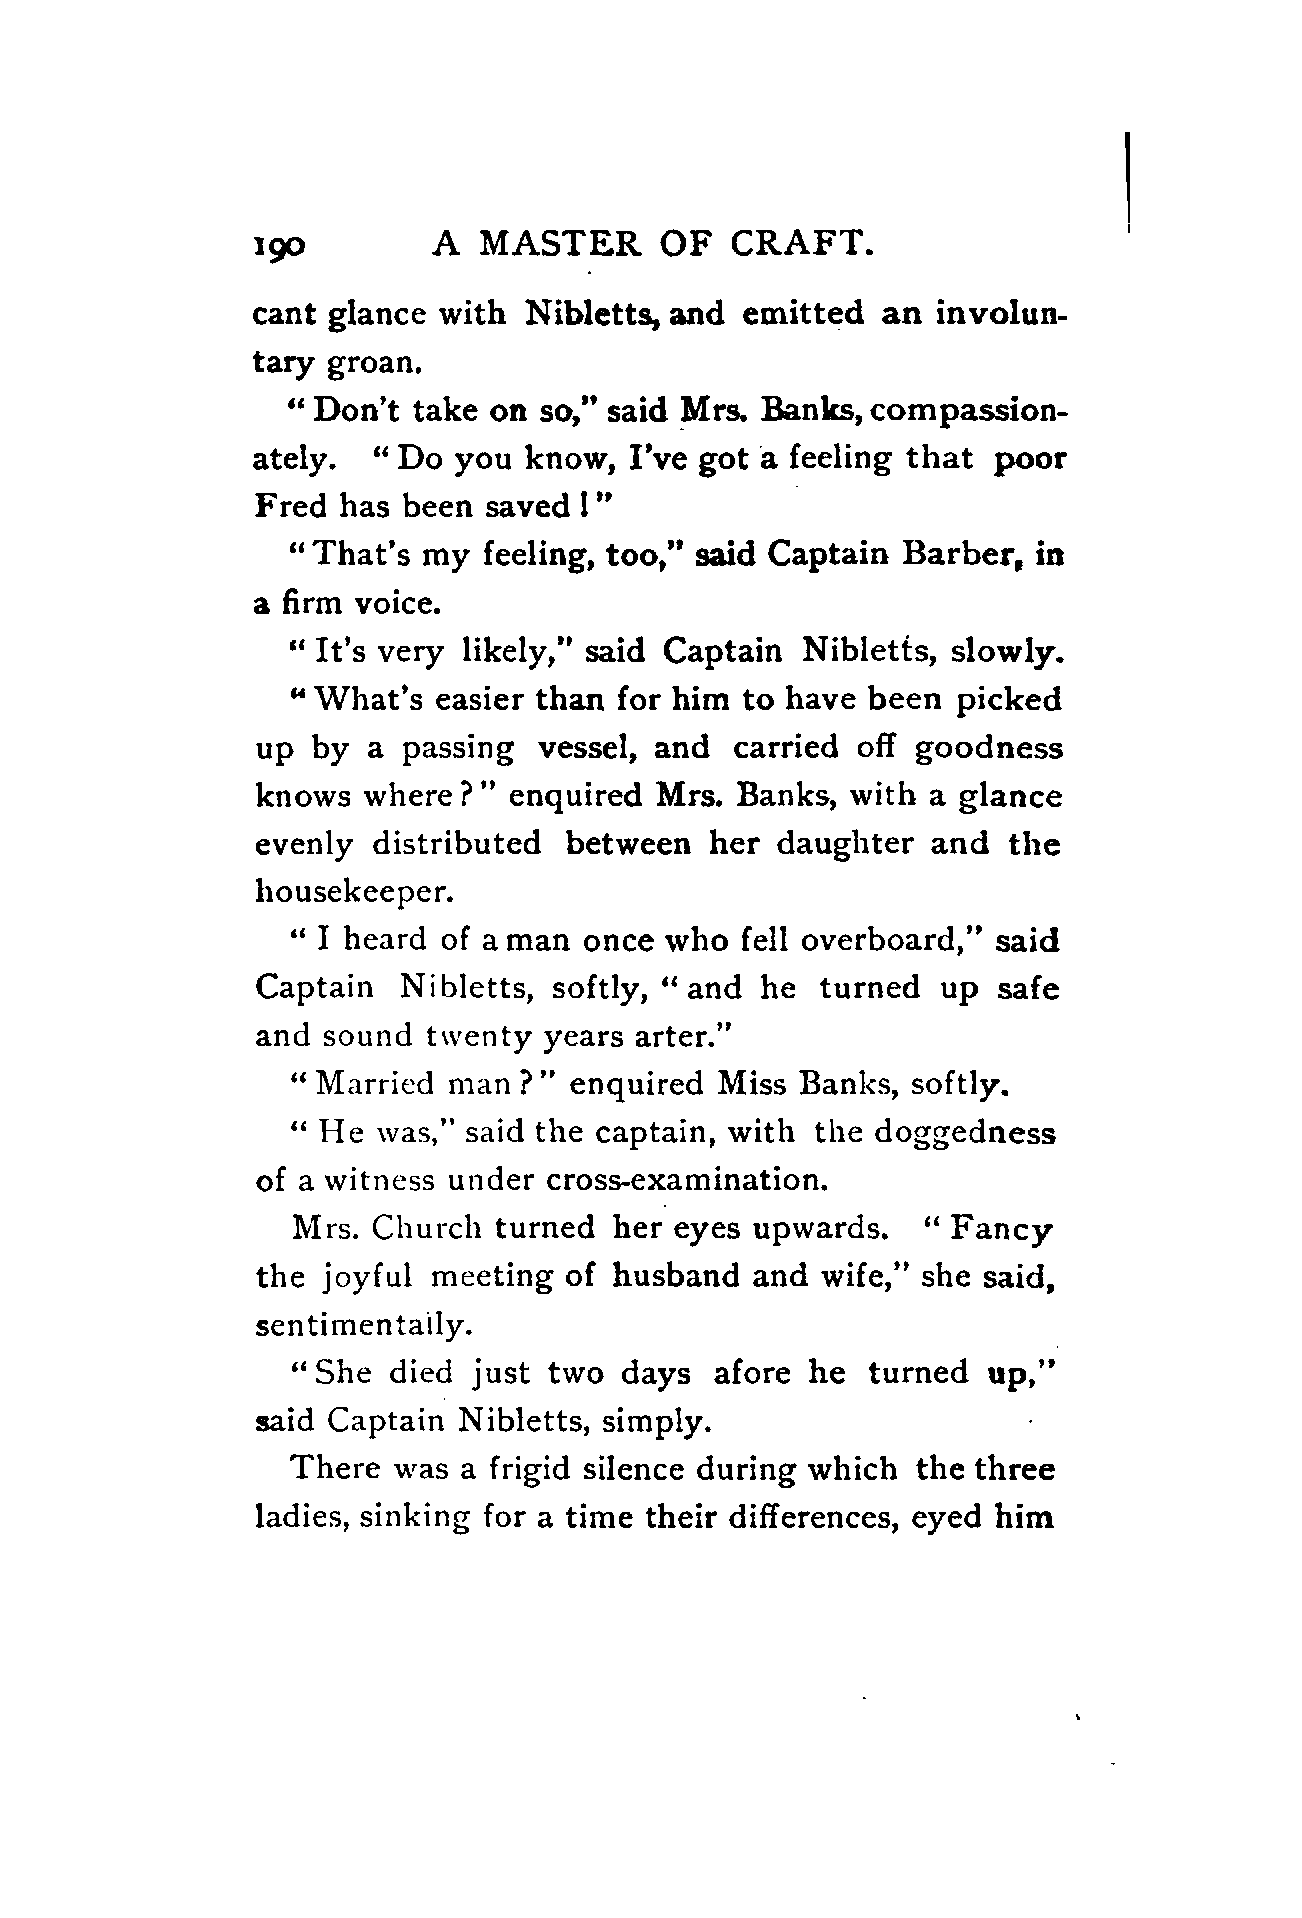 190 A MASTER OF CRAFT.
cant glance with Nibletts, and emitted an involun-
tary groan.
"Don't take on so," said Mrs. Banks, compassion-
ately. "Do you know, I've got a feeling that poor
Fred has been saved!"
"That's my feeling, too," said Captain Barber, in
a firm voice.
"It's very likely," said Captain Nibletts, slowly.
"What's easier than for him to have been picked
up by a passing vessel, and carried off goodness
knows where?" enquired Mrs. Banks, with a glance
evenly distributed between her daughter and the
housekeeper.
"I heard of a man once who fell overboard," said
Captain Nibletts, softly, "and he turned up safe
and sound twenty years arter."
"Married man?" enquired Miss Banks, softly.
"He was," said the captain, with the doggedness
of a witness under cross-examination.
Mrs. Church turned her eyes upwards. "Fancy
the joyful meeting of husband and wife," she said,
sentimentally.
"She died just two days afore he turned up,"
said Captain Nibletts, simply.
There was a frigid silence during which the three
ladies, sinking for a time their differences, eyed him